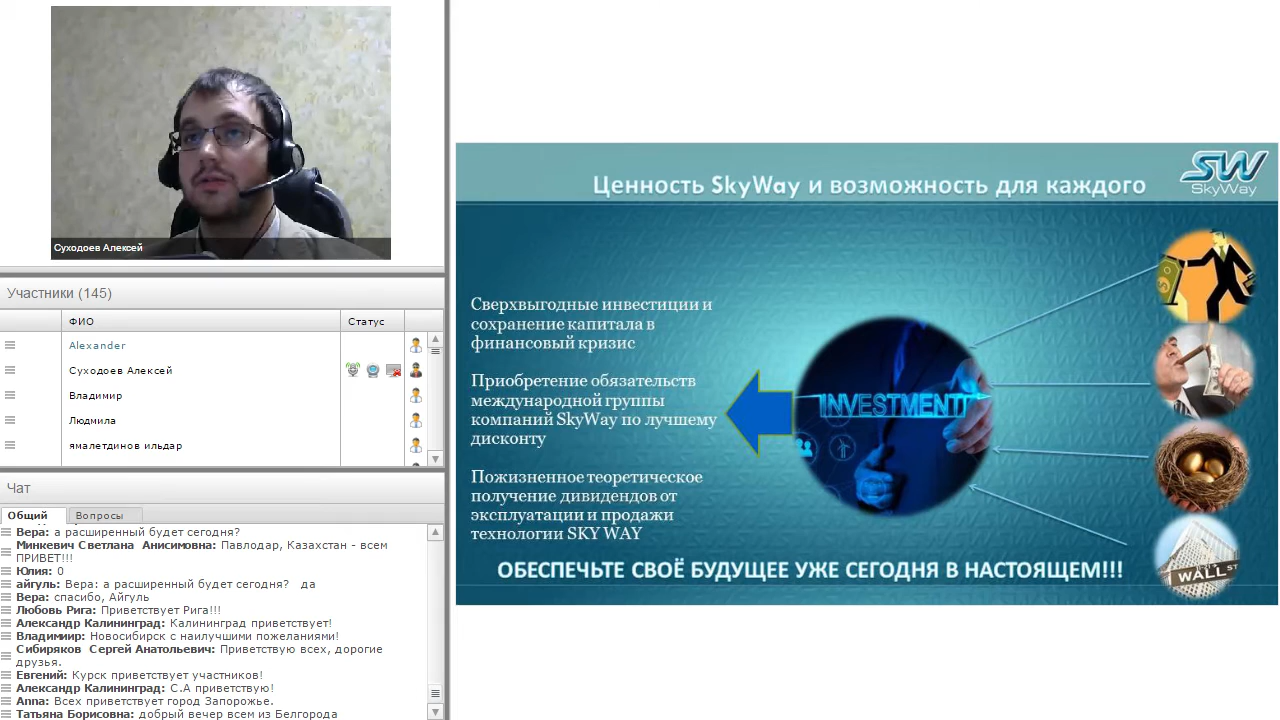 Суходоев Алексей
Участники (145)
ФИО
Статус
Alexander
Суходоев Алексей
Владимир
Людмила
ямалетдинов ильдар
Чат
Общий
Вопросы
Вера: а расширенный будет сегодня?
Минкевич Светлана Анисимовна: Павлодар, Казахстан - всем
ПРИВЕТ!!!
Юлия: 0
айгуль: Вера: а расширенный будет сегодня? да
Вера: спасибо, Айгуль
Любовь Рига: Приветствует Рига!!!
Александр Калининград: Калининград приветствует!
Владимиир: Новосибирск с наилучшими пожеланиями!
Сибиряков Сергей Анатольевич: Приветствую всех, дорогие
друзья.
Евгений: Курск приветствует участников!
Александр Калининград: С.А приветствую!
Anna: Всех приветствует город Запорожье.
Татьяна Борисовна: добрый вечер всем из Белгорода
Ценность SkyWay и возможность для каждого
SW
SkyWay
Сверхвыгодные инвестиции и
сохранение капитала в
финансовый кризис
Приобретение обязательств
международной группы
компаний SkyWay по лучшему
дисконту
Пожизненное теоретическое
получение дивидендов от
эксплуатации и продажи
технологии SKY WAY
INVESTMENT
WALL ST
ОБЕСПЕЧЬТЕ СВОЁ БУДУЩЕЕ УЖЕ СЕГОДНЯ В НАСТОЯЩЕМ!!!